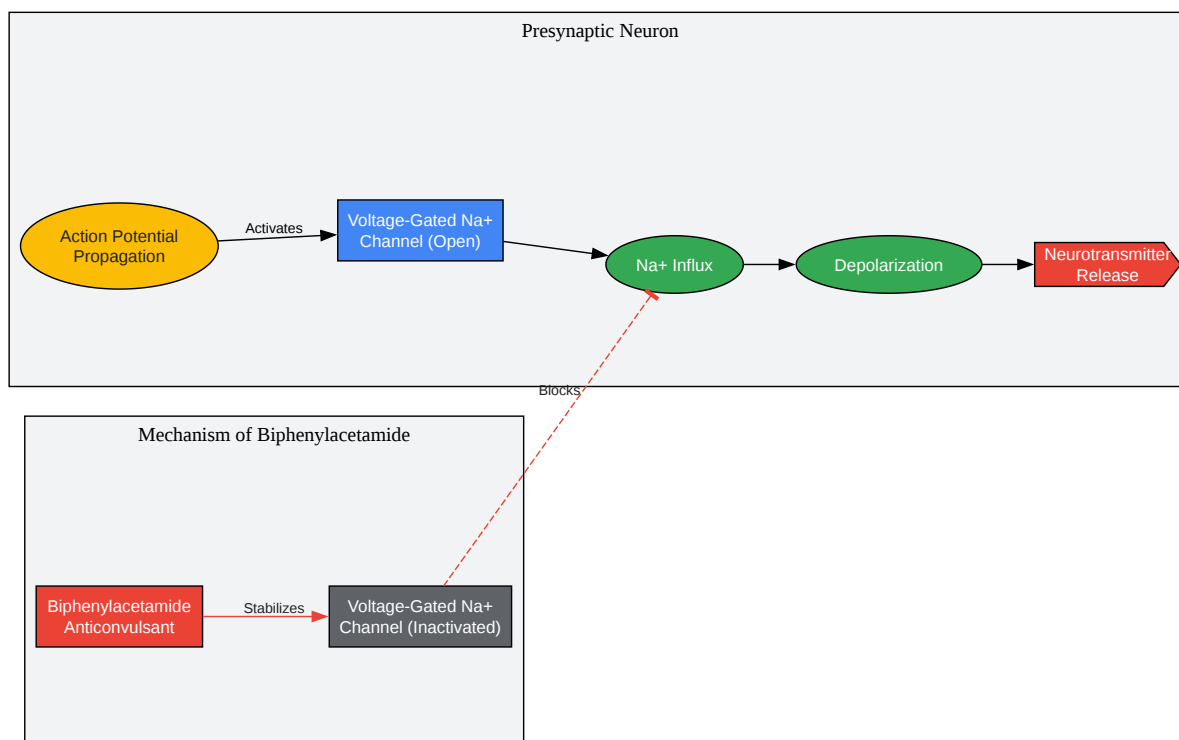 Presynaptic Neuron
Action Potential
Propagation
Activates
Voltage-Gated Na+
Channel (Open)
Na+ Influx
Depolarization
Neurotransmitter
Release
Blocks
Mechanism of Biphenylacetamide
Biphenylacetamide
Anticonvulsant
Stabilizes
Voltage-Gated Na+
Channel (Inactivated)